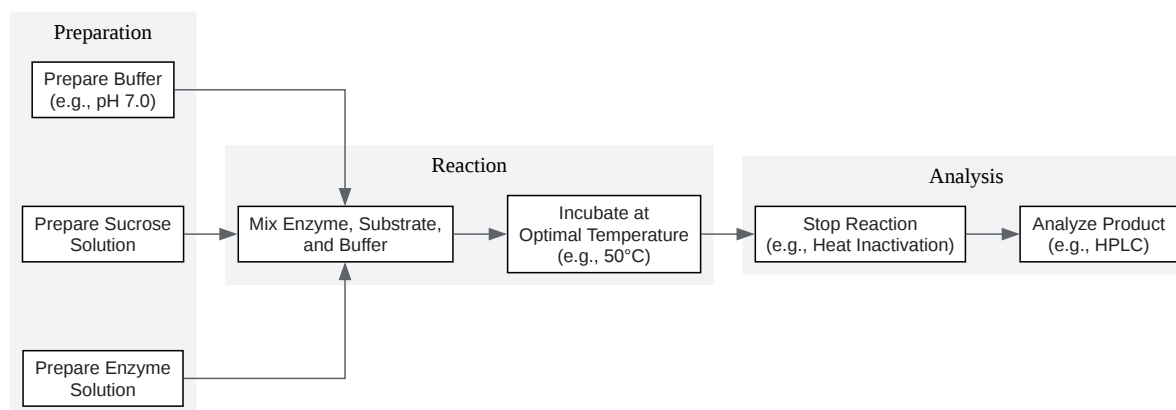 Preparation
Prepare Buffer
(e.g., pH 7.0)
Prepare Sucrose
Solution
Prepare Enzyme
Solution
Reaction
Mix Enzyme, Substrate,
and Buffer
Incubate at
Optimal Temperature
(e.g., 50°C)
Analysis
Stop Reaction
(e.g., Heat Inactivation)
Analyze Product
(e.g., HPLC)